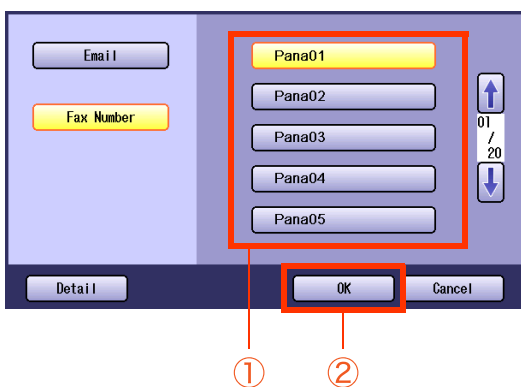 Email
Fax Number
Pana01
Pana02
Pana03
Pana04
Pana05
01
/
20
Detail
OK
Cancel
① ②